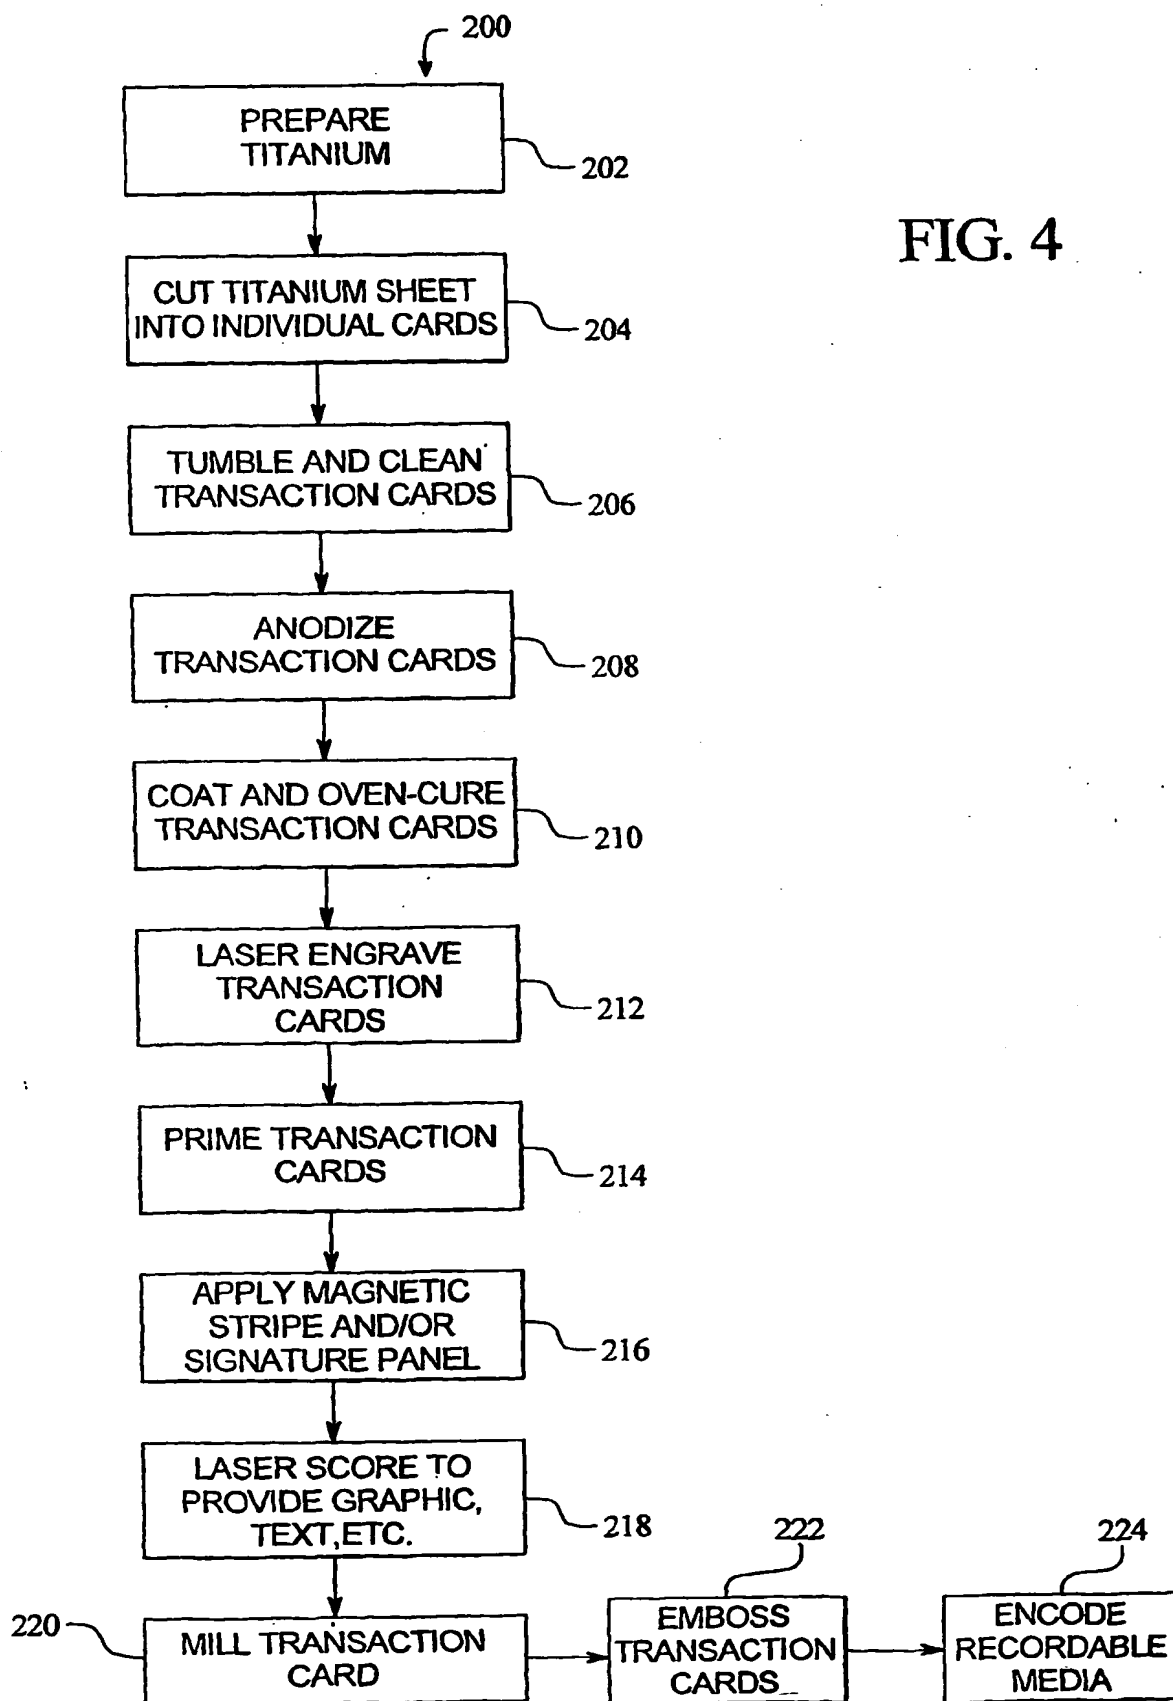 200
PREPARE
TITANIUM
202
FIG. 4
CUT TITANIUM SHEET
INTO INDIVIDUAL CARDS
204
TUMBLE AND CLEAN
TRANSACTION CARDS
206
ANODIZE
TRANSACTION CARDS
208
COAT AND OVEN-CURE
TRANSACTION CARDS
210
LASER ENGRAVE
TRANSACTION
CARDS
212
PRIME TRANSACTION
CARDS
214
APPLY MAGNETIC
STRIPE AND/OR
SIGNATURE PANEL
216
LASER SCORE TO
PROVIDE GRAPHIC,
TEXT,ETC.
218
220
MILL TRANSACTION
CARD
222
EMBOSS
TRANSACTION
CARDS
224
ENCODE
RECORDABLE
MEDIA